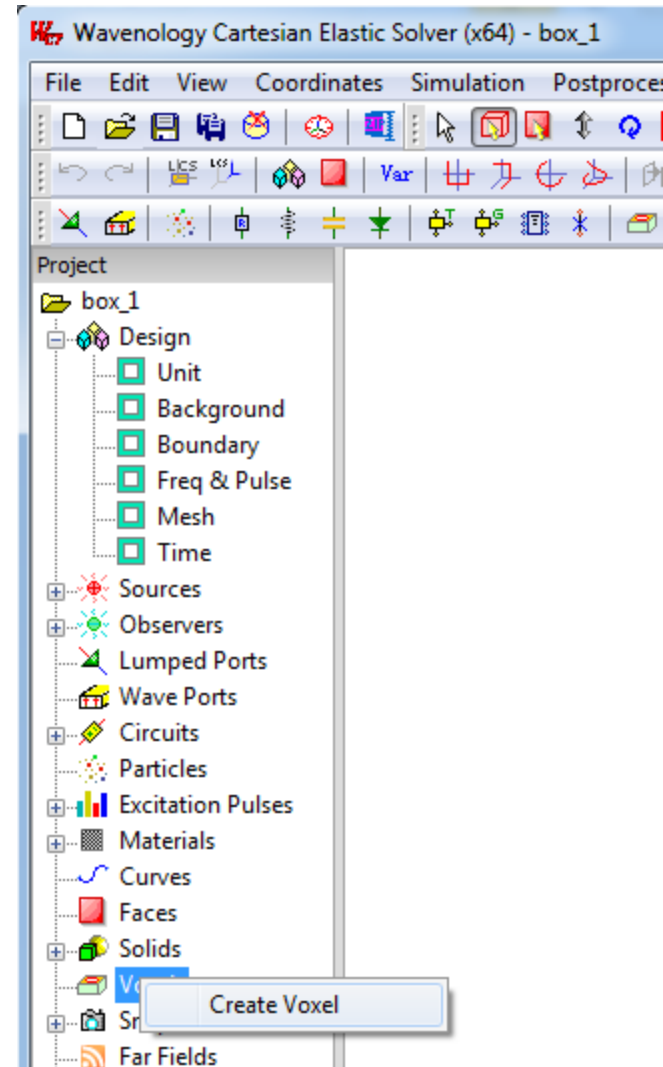 Wavenology Cartesian Elastic Solver (x64) - box_1
File Edit View Coordinates Simulation Postproces
LICS LCS Var
T G
Project
box_1
Design
Unit
Background
Boundary
Freq & Pulse
Mesh
Time
Sources
Observers
Lumped Ports
Wave Ports
Circuits
Particles
Excitation Pulses
Materials
Curves
Faces
Solids
Create Voxel
Far Fields